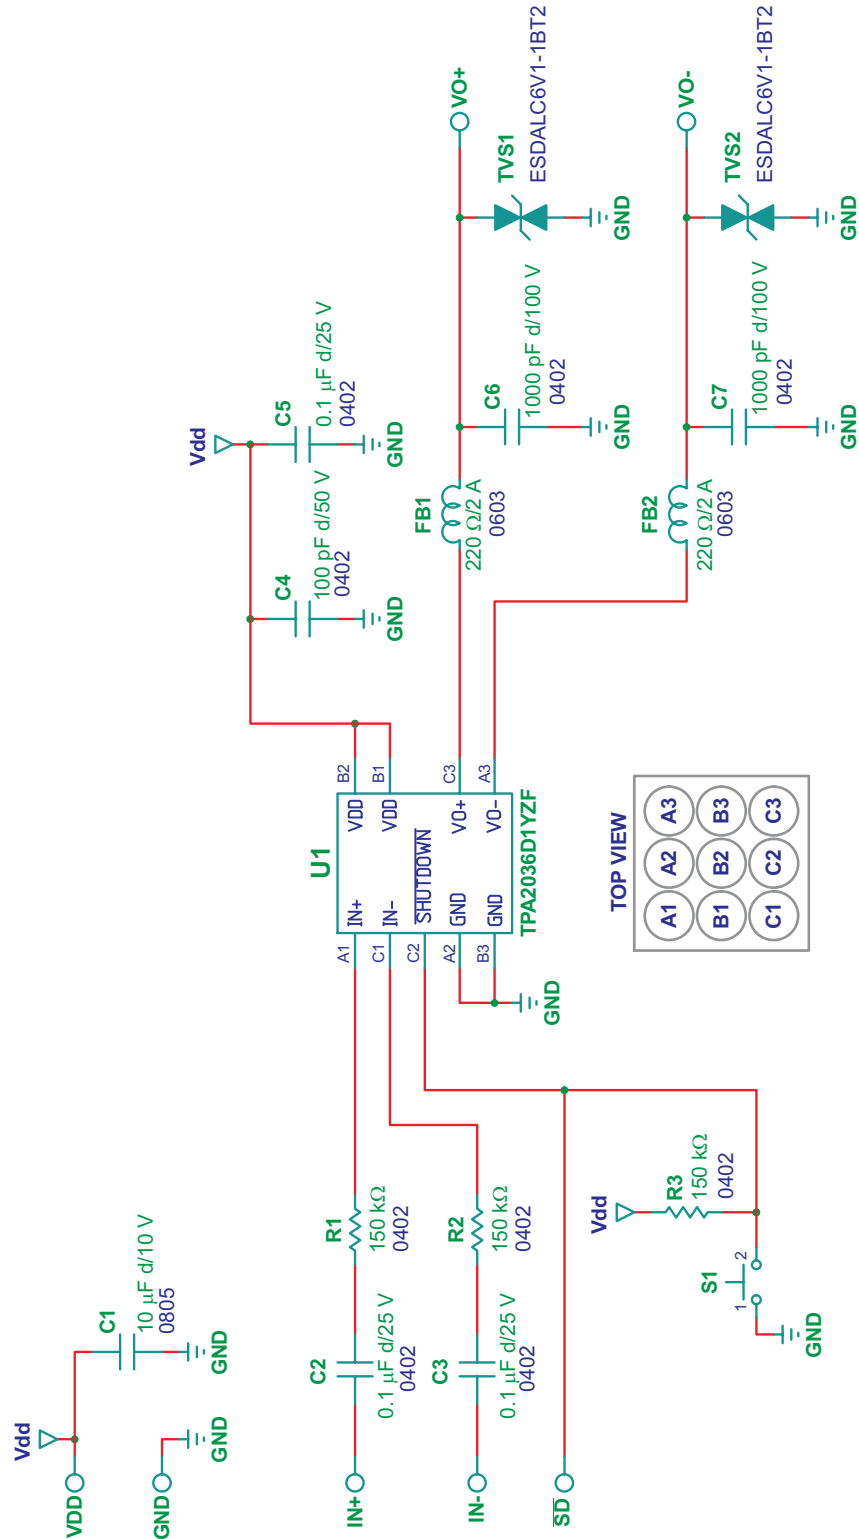 Vdd
VDD
GND
GND
C1
10 µF d/10 V
0805
GND
IN+
C2
0.1 µF d/25 V
0402
R1
150 kΩ
0402
IN-
C3
0.1 µF d/25 V
0402
R2
150 kΩ
0402
SD
Vdd
R3
150 kΩ
0402
S1
1
2
GND
U1
A1
IN+
C1
IN-
C2
SHUTDOWN
A2
GND
B3
GND
VDD
B2
VDD
B1
VO+
C3
VO-
A3
TPA2036D1YZF
GND
TOP VIEW
A1 A2 A3
B1 B2 B3
C1 C2 C3
Vdd
C4
100 pF d/50 V
0402
GND
C5
0.1 µF d/25 V
0402
GND
FB1
220 Ω/2 A
0603
C6
1000 pF d/100 V
0402
GND
VO+
TVS1
ESDALC6V1-1BT2
GND
FB2
220 Ω/2 A
0603
C7
1000 pF d/100 V
0402
GND
VO-
TVS2
ESDALC6V1-1BT2
GND